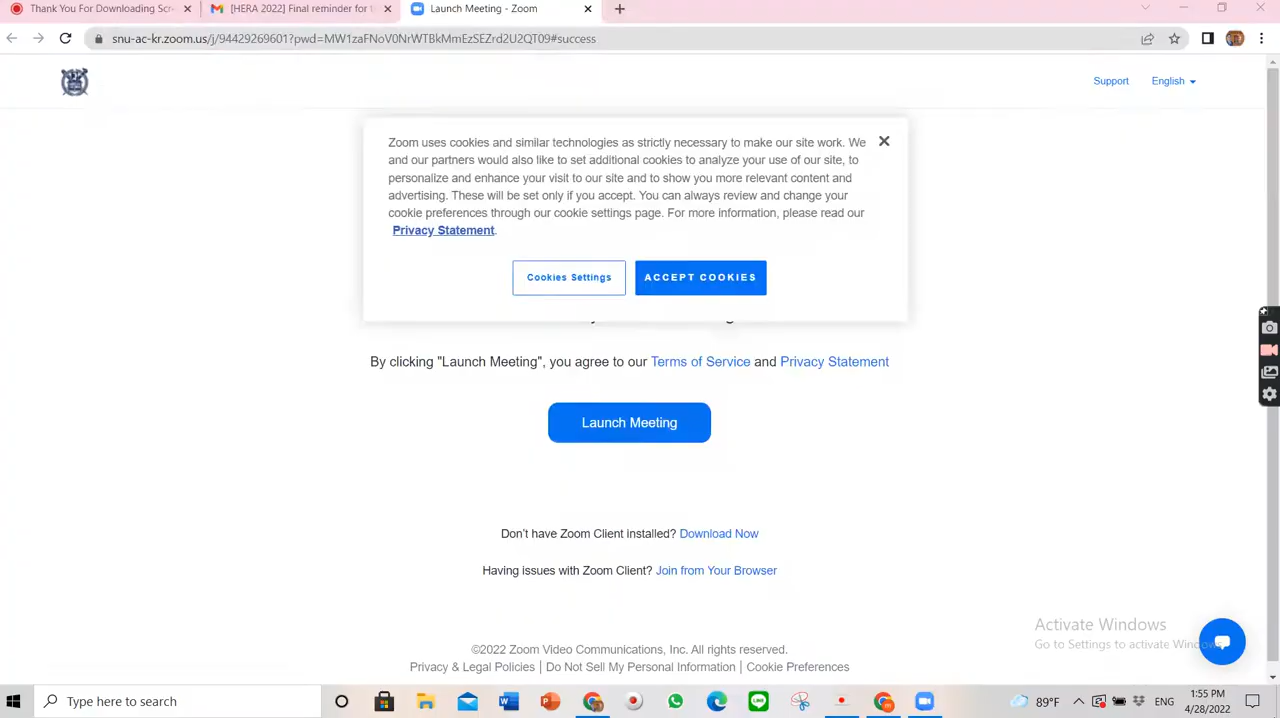 Thank You For Downloading Scr
[HERA 2022] Final reminder for t
Launch Meeting - Zoom
snu-ac-kr.zoom.us/j/94429269601?pwd=MW1zaFNoV0NrWTBkMmEzSEZrd2U2QT09#success
Support
English
Zoom uses cookies and similar technologies as strictly necessary to make our site work. We
and our partners would also like to set additional cookies to analyze your use of our site, to
personalize and enhance your visit to our site and to show you more relevant content and
advertising. These will be set only if you accept. You can always review and change your
cookie preferences through our cookie settings page. For more information, please read our
Privacy Statement.
Cookies Settings
ACCEPT COOKIES
By clicking "Launch Meeting", you agree to our Terms of Service and Privacy Statement
Launch Meeting
Don't have Zoom Client installed? Download Now
Having issues with Zoom Client? Join from Your Browser
Activate Windows
Go to Settings to activate Windows.
©2022 Zoom Video Communications, Inc. All rights reserved.
Privacy & Legal Policies | Do Not Sell My Personal Information | Cookie Preferences
Type here to search
89°F
ENG
1:55 PM
4/28/2022